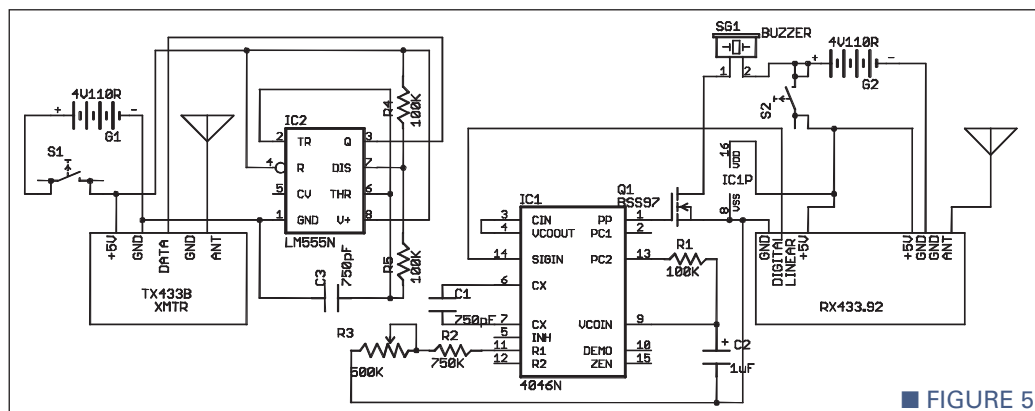 SG1
BUZZER
1 2
+ 4V110R -
G2
S2
4V110R
+ -
G1
S1
IC2
2 TR Q 3
4 R DIS 7
5 CV THR 6
1 GND V+ 8
LM555N
R4
100K
R5
100K
C3
750pF
+5V
GND
DATA
ANT
TX433B
XMTR
IC1
3 CIN PP 1
4 VCOOUT PC1 2
14 SIGIN PC2 13
6 CX
7 CX VCOIN 9
5 INH
11 R1 DEMO 10
12 R2 ZEN 15
4046N
C1
750pF
R3
500K
R2
750K
Q1
BSS97
R1
100K
+
C2
1uF
16
VDD
IC1P
8
VSS
GND
DIGITAL
LINEAR
+5V
+5V
GND
GND
ANT
RX433.92
■ FIGURE 5